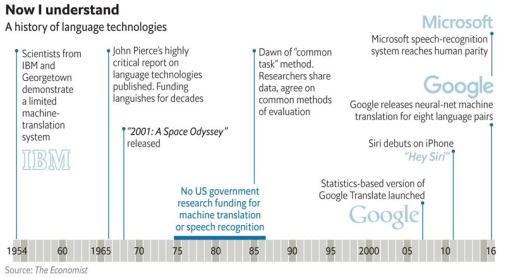 Now I understand
A history of language technologies
Scientists from
IBM and
Georgetown
demonstrate
a limited
machine-
translation
system
IBM
John Pierce's highly
critical report on
language technologies
published. Funding
languishes for decades
"2001: A Space Odyssey"
released
No US government
research funding for
machine translation
or speech recognition
Dawn of "common
task" method.
Researchers share
data, agree on
common methods
of evaluation
Microsoft
Microsoft speech-recognition
system reaches human parity
Google
Google releases neural-net machine
translation for eight language pairs
Siri debuts on iPhone
"Hey Siri"
Statistics-based version of
Google Translate launched
Google
1954 60 1965 70 75 80 85 90 95 2000 05 10 16
Source: The Economist